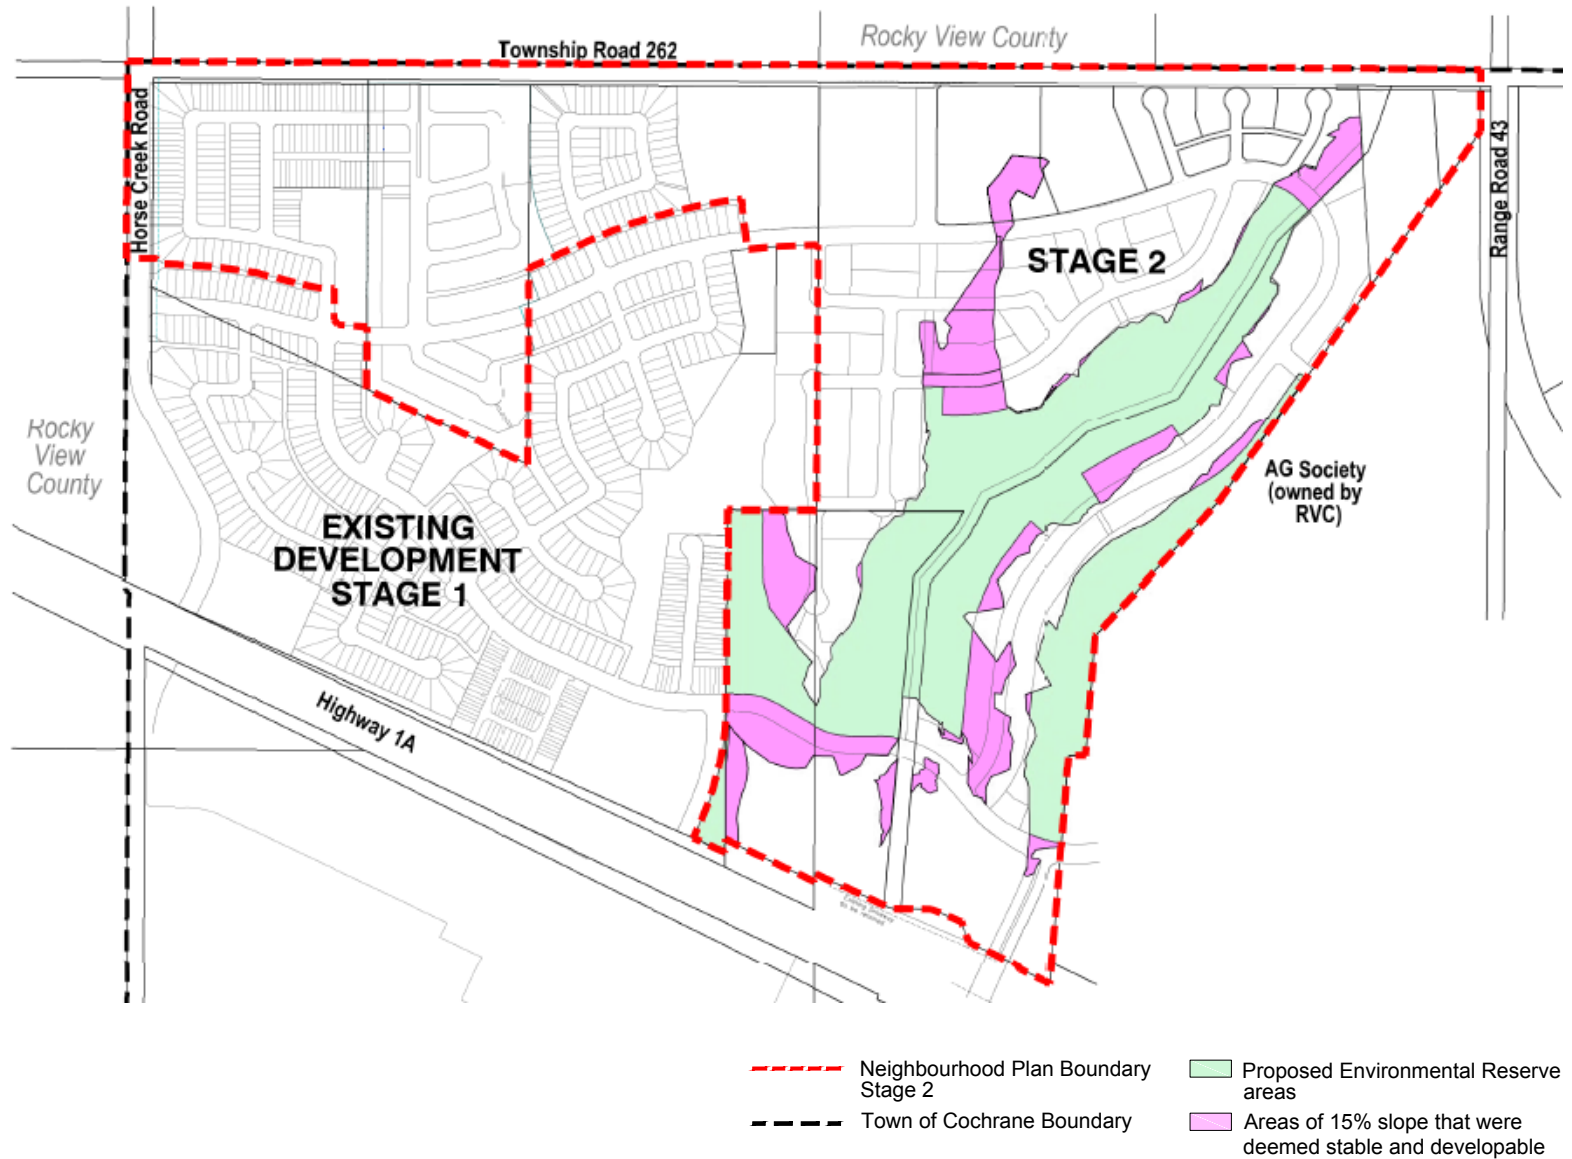 Rocky View County
Township Road 262
Horse Creek Road
Range Road 43
STAGE 2
Rocky
View
County
AG Society
(owned by
RVC)
EXISTING
DEVELOPMENT
STAGE 1
Highway 1A
Neighbourhood Plan Boundary
Stage 2
Town of Cochrane Boundary
Proposed Environmental Reserve
areas
Areas of 15% slope that were
deemed stable and developable